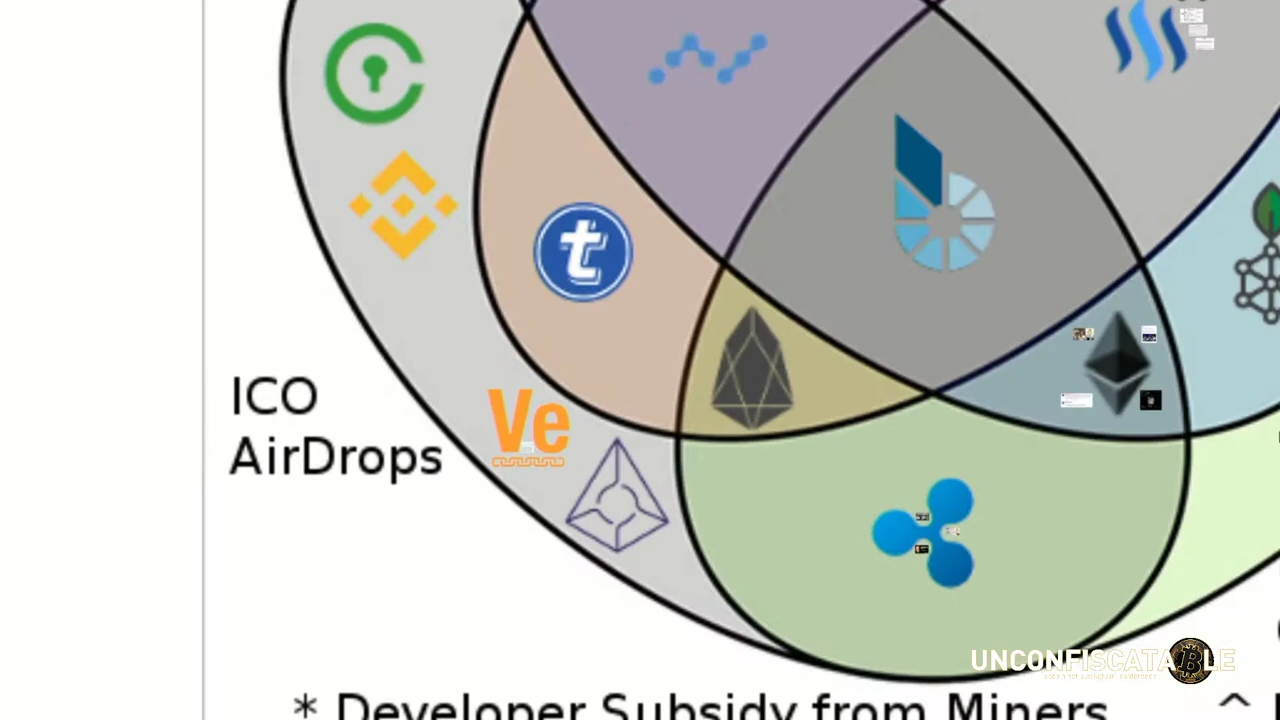 t
ICO
AirDrops
Ve
UNCONFISCATABLE
* Developer Subsidy from Miners ^